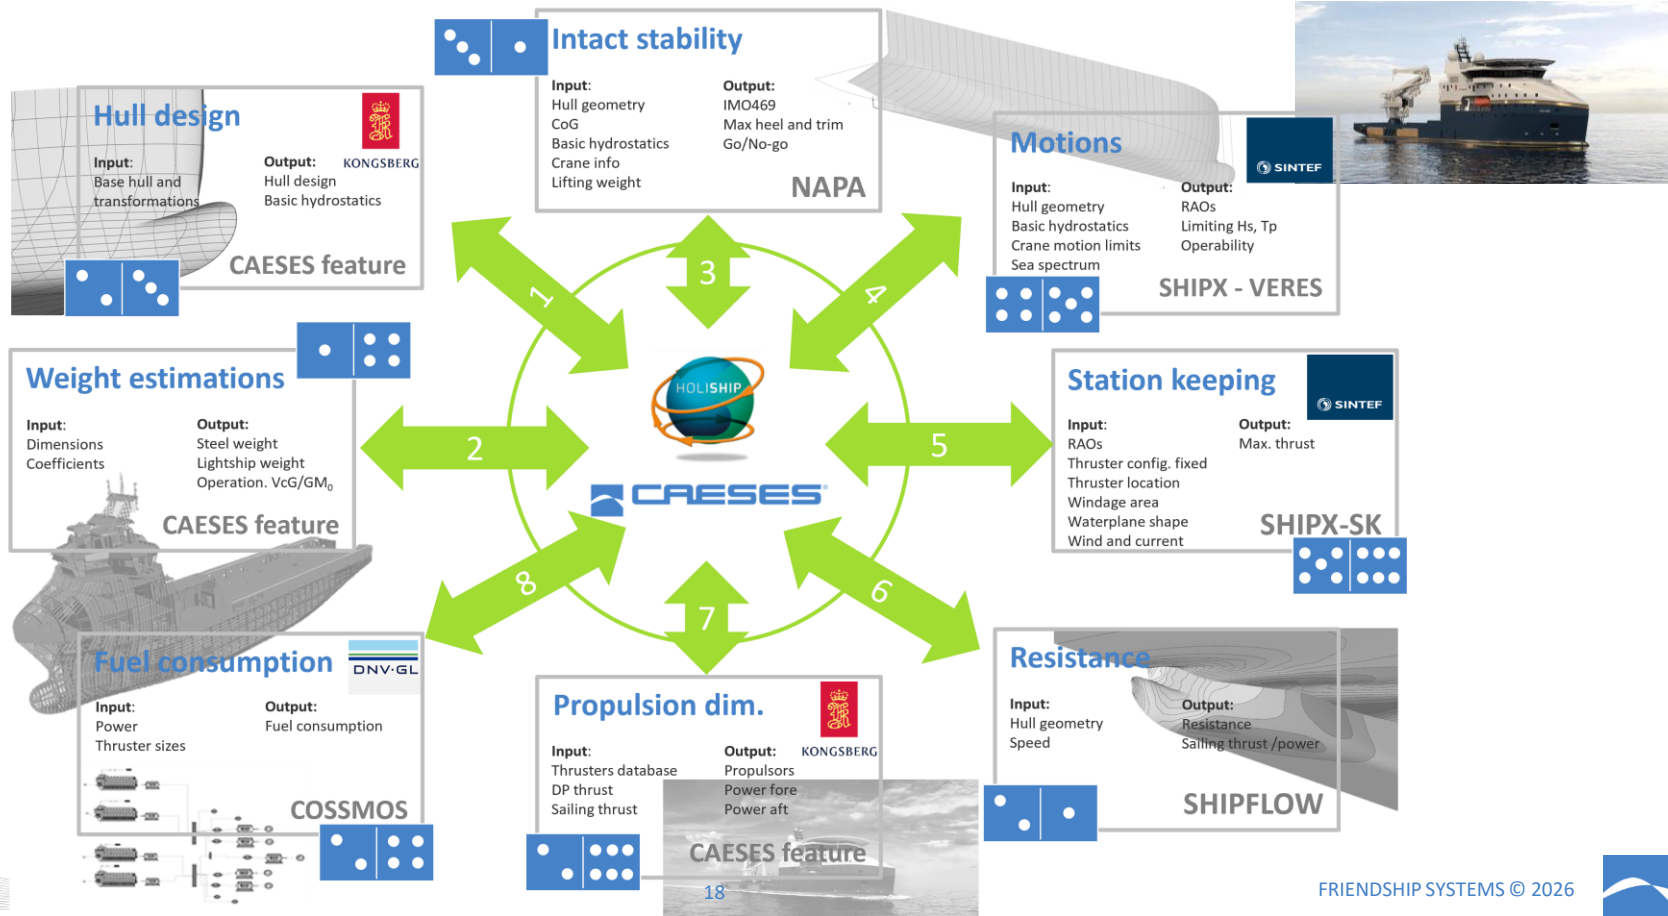 Hull design
Input:
Base hull and
transformations
Output:
Hull design
Basic hydrostatics
KONGSBERG
CAESES feature
Intact stability
Input:
Hull geometry
CoG
Basic hydrostatics
Crane info
Lifting weight
Output:
IMO469
Max heel and trim
Go/No-go
NAPA
Motions
SINTEF
Input:
Hull geometry
Basic hydrostatics
Crane motion limits
Sea spectrum
Output:
RAOs
Limiting Hs, Tp
Operability
SHIPX - VERES
1
3
4
Weight estimations
Input:
Dimensions
Coefficients
Output:
Steel weight
Lightship weight
Operation. VcG/GM0
CAESES feature
2
HOLISHIP
CAESES
5
Station keeping
SINTEF
Input:
RAOs
Thruster config. fixed
Thruster location
Windage area
Waterplane shape
Wind and current
Output:
Max. thrust
SHIPX-SK
8
7
6
Fuel consumption
DNV·GL
Input:
Power
Thruster sizes
Output:
Fuel consumption
COSSMOS
Propulsion dim.
KONGSBERG
Input:
Thrusters database
DP thrust
Sailing thrust
Output:
Propulsors
Power fore
Power aft
CAESES feature
Resistance
Input:
Hull geometry
Speed
Output:
Resistance
Sailing thrust /power
SHIPFLOW
18
FRIENDSHIP SYSTEMS © 2026